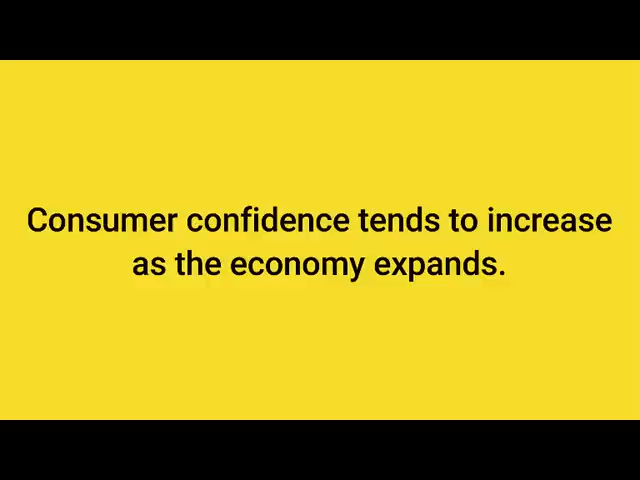 Consumer confidence tends to increase
as the economy expands.